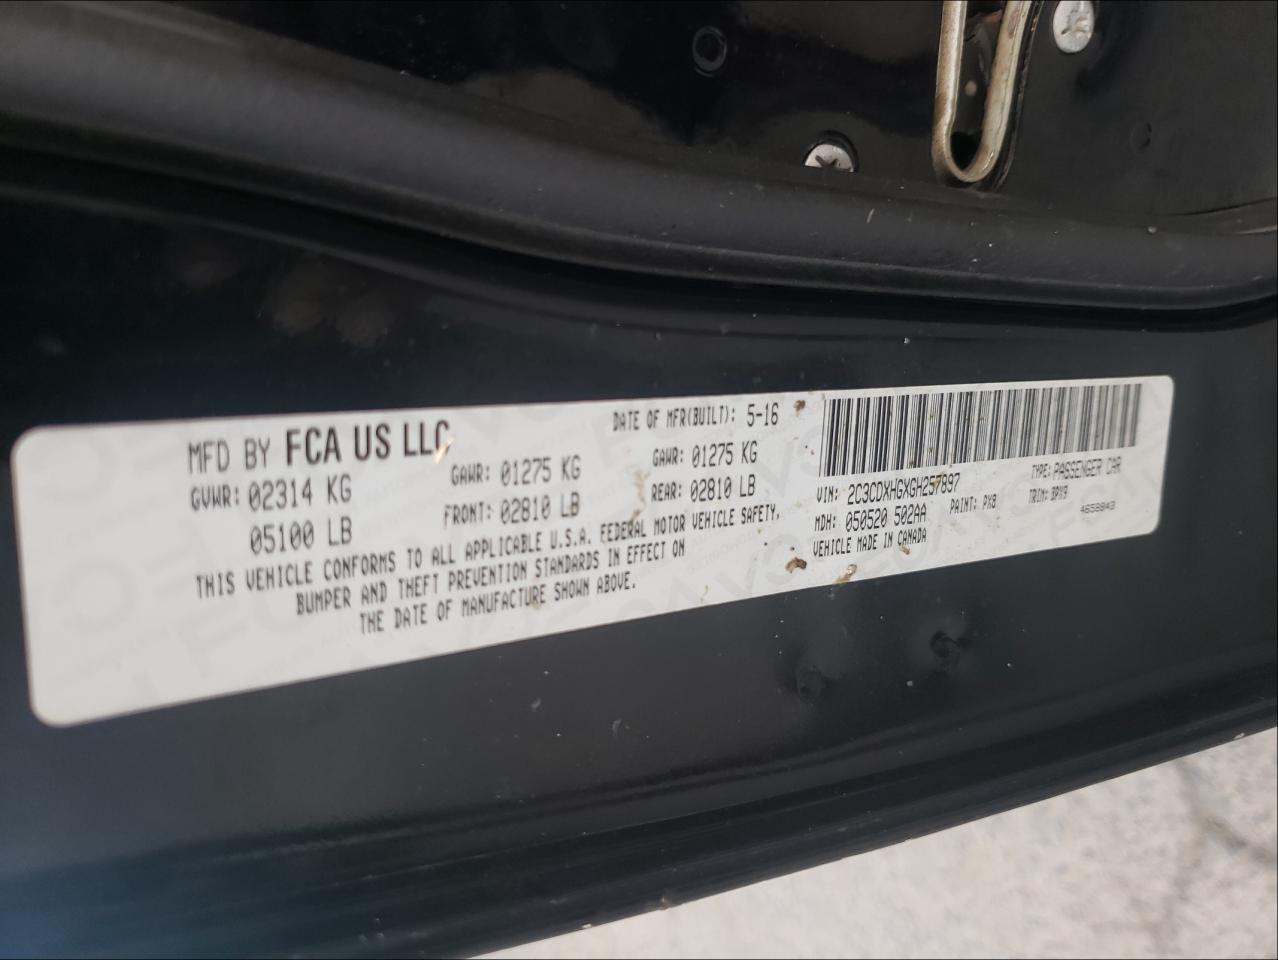 MFD BY FCA US LLC
DATE OF MFR(BUILT): 5-16
GVWR: 02314 KG
05100 LB
GAWR: 01275 KG
FRONT: 02810 LB
GAWR: 01275 KG
REAR: 02810 LB
THIS VEHICLE CONFORMS TO ALL APPLICABLE U.S.A. FEDERAL MOTOR VEHICLE SAFETY,
BUMPER AND THEFT PREVENTION STANDARDS IN EFFECT ON
THE DATE OF MANUFACTURE SHOWN ABOVE.
VIN: 2C3CDXHGXGH257897
TYPE: PASSENGER CAR
MDH: 050520 502AA
PAINT: PX8
TRIM: BPX9
VEHICLE MADE IN CANADA